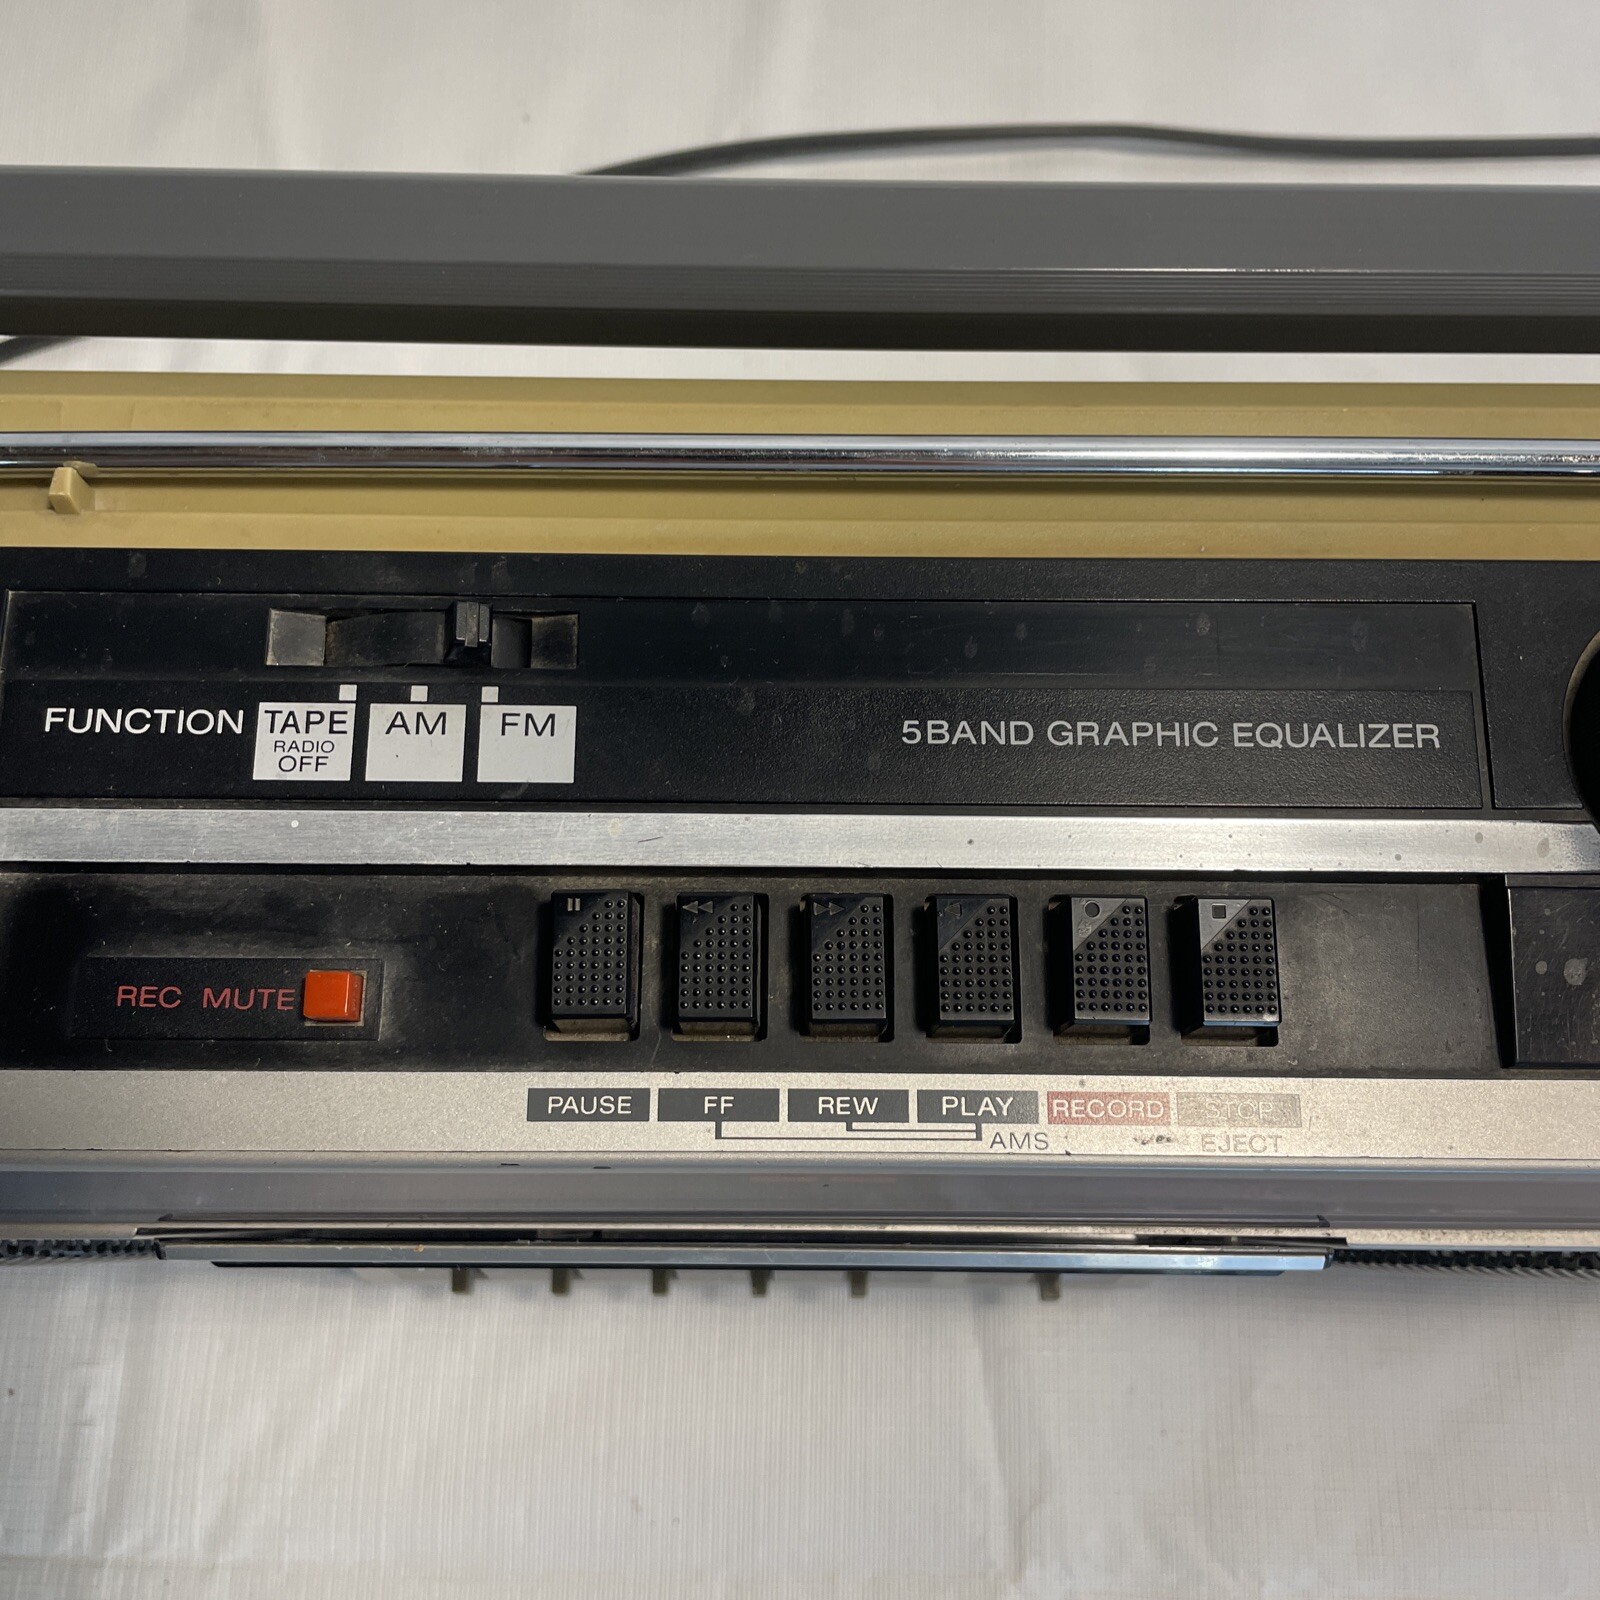 FUNCTION
TAPE
RADIO
OFF
AM
FM
5BAND GRAPHIC EQUALIZER
REC MUTE
PAUSE
FF
REW
PLAY
RECORD
STOP
AMS
EJECT